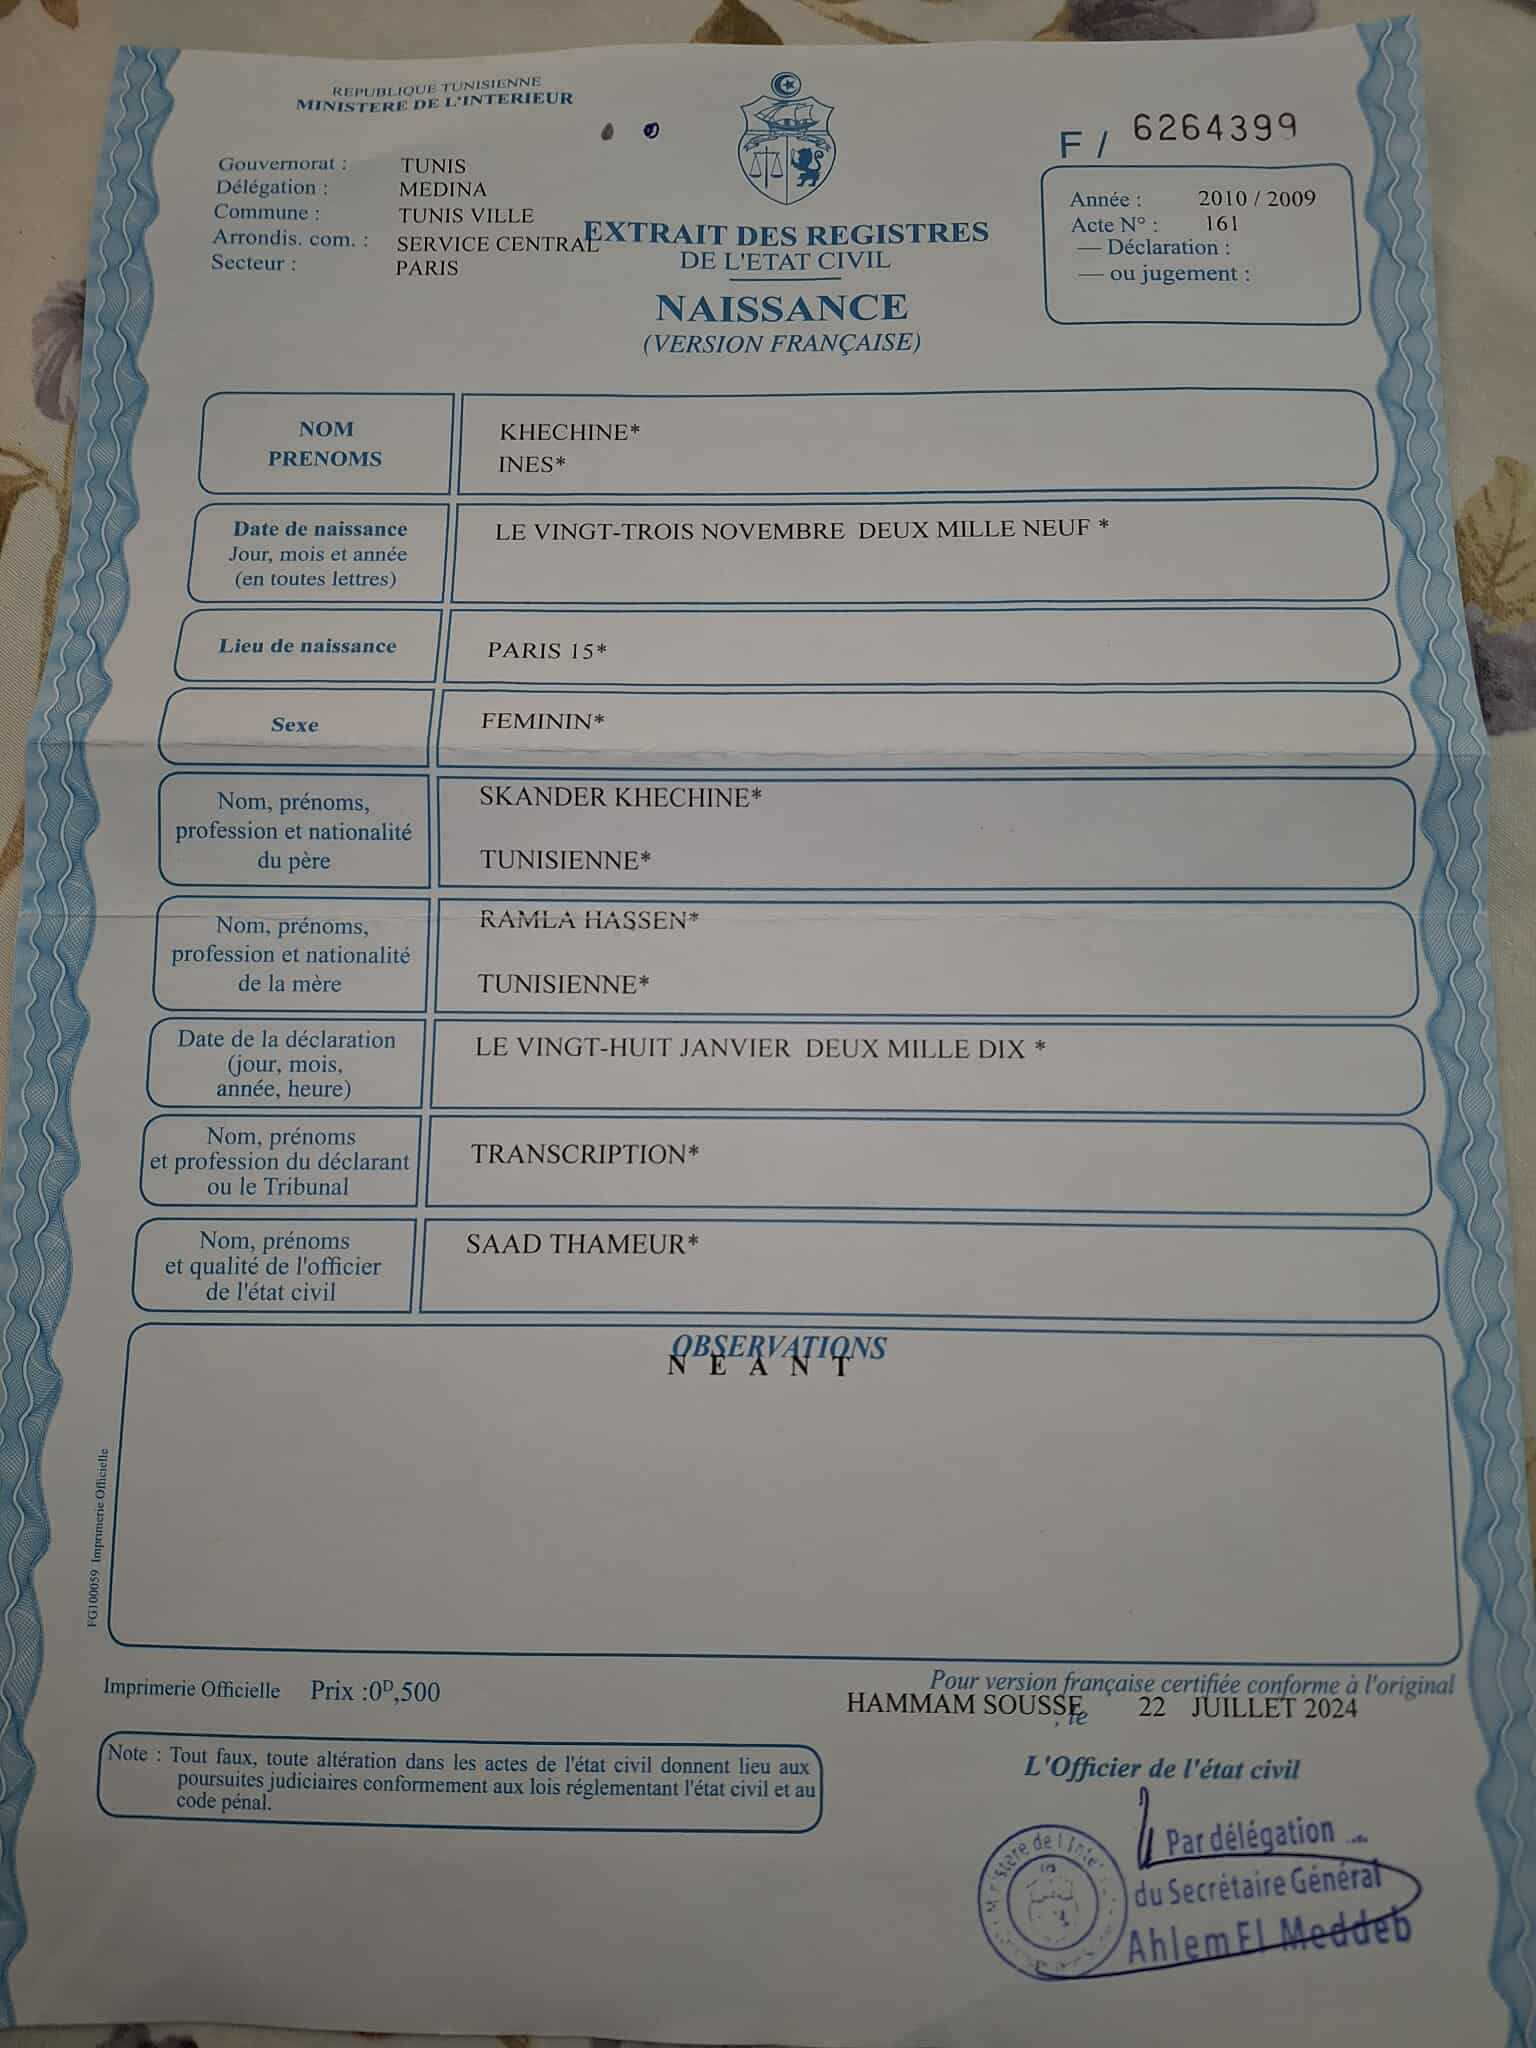 REPUBLIQUE TUNISIENNE
MINISTERE DE L'INTERIEUR
F / 6264399
Gouvernorat : TUNIS
Délégation : MEDINA
Commune : TUNIS VILLE
Arrondis. com. : SERVICE CENTRAL
Secteur : PARIS
EXTRAIT DES REGISTRES
DE L'ETAT CIVIL
NAISSANCE
(VERSION FRANÇAISE)
Année : 2010 / 2009
Acte N° : 161
— Déclaration :
— ou jugement :
NOM KHECHINE*
PRENOMS INES*
Date de naissance LE VINGT-TROIS NOVEMBRE DEUX MILLE NEUF *
Jour, mois et année
(en toutes lettres)
Lieu de naissance PARIS 15*
Sexe FEMININ*
Nom, prénoms, SKANDER KHECHINE*
profession et nationalité
du père TUNISIENNE*
Nom, prénoms, RAMLA HASSEN*
profession et nationalité
de la mère TUNISIENNE*
Date de la déclaration LE VINGT-HUIT JANVIER DEUX MILLE DIX *
(jour, mois,
année, heure)
Nom, prénoms
et profession du déclarant TRANSCRIPTION*
ou le Tribunal
Nom, prénoms SAAD THAMEUR*
et qualité de l'officier
de l'état civil
OBSERVATIONS
N E A N T
FG100059 Imprimerie Officielle
Imprimerie Officielle Prix :0D,500
Pour version française certifiée conforme à l'original
HAMMAM SOUSSE , le 22 JUILLET 2024
Note : Tout faux, toute altération dans les actes de l'état civil donnent lieu aux
poursuites judiciaires conformement aux lois réglementant l'état civil et au
code pénal.
L'Officier de l'état civil
Par délégation
du Secrétaire Général
Ahlem El Meddeb